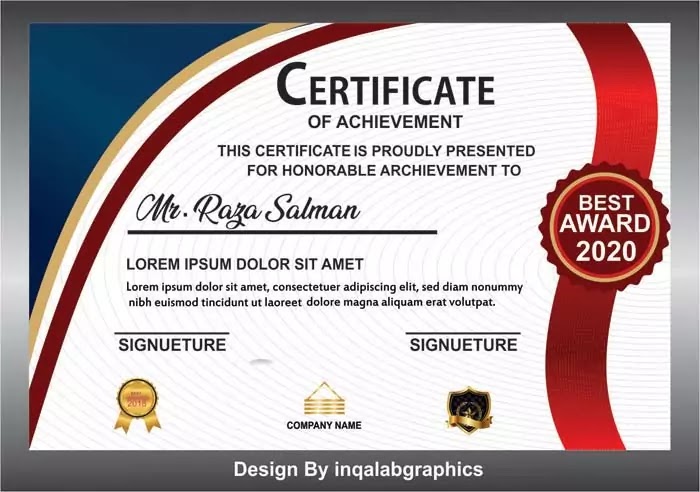 CERTIFICATE
OF ACHIEVEMENT
THIS CERTIFICATE IS PROUDLY PRESENTED
FOR HONORABLE ARCHIEVEMENT TO
Mr. Raza Salman
BEST
AWARD
2020
LOREM IPSUM DOLOR SIT AMET
Lorem ipsum dolor sit amet, consectetuer adipiscing elit, sed diam nonummy
nibh euismod tincidunt ut laoreet dolore magna aliquam erat volutpat.
SIGNUETURE
SIGNUETURE
BEST
2018
COMPANY NAME
Design By inqalabgraphics